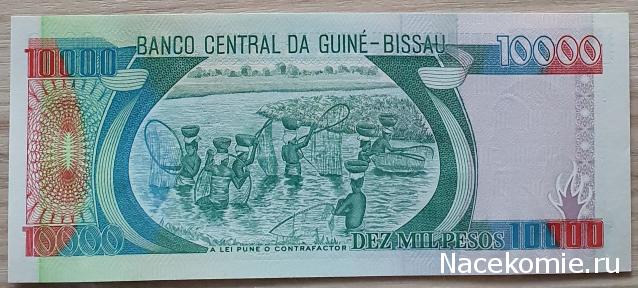 BANCO CENTRAL DA GUINÉ-BISSAU
10000
10000
10000
A LEI PUNE O CONTRAFACTOR
DEZ MIL PESOS
10000
Nacekomie.ru